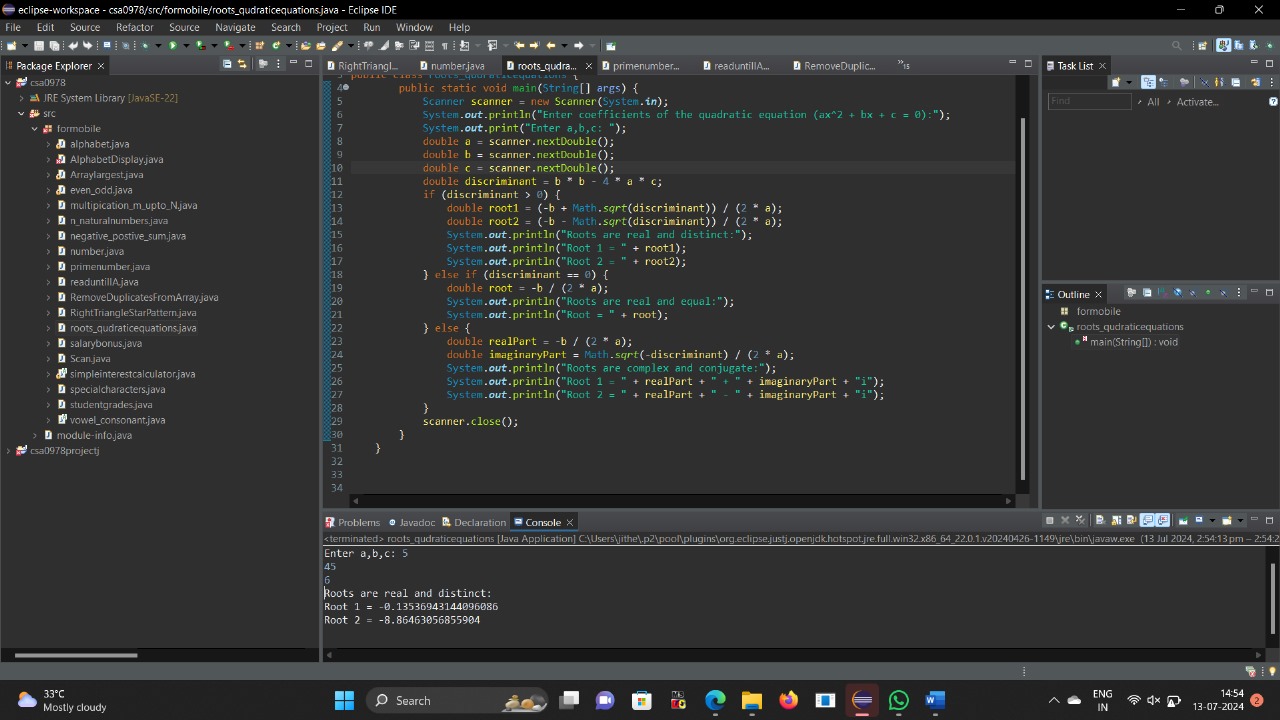 eclipse-workspace - csa0978/src/formobile/roots_qudraticequations.java - Eclipse IDE
File Edit Source Refactor Source Navigate Search Project Run Window Help
Package Explorer
csa0978
JRE System Library [JavaSE-22]
src
formobile
alphabet.java
AlphabetDisplay.java
Arraylargest.java
even_odd.java
multipication_m_upto_N.java
n_naturalnumbers.java
negative_postive_sum.java
number.java
primenumber.java
readuntillA.java
RemoveDuplicatesFromArray.java
RightTriangleStarPattern.java
roots_qudraticequations.java
salarybonus.java
Scan.java
simpleinterestcalculator.java
specialcharacters.java
studentgrades.java
vowel_consonant.java
module-info.java
csa0978projectj
RightTriangl... number.java roots_qudra... primenumber... readuntillA... RemoveDuplic... »15
3 public class roots_qudraticequations {
4 public static void main(String[] args) {
5 Scanner scanner = new Scanner(System.in);
6 System.out.println("Enter coefficients of the quadratic equation (ax^2 + bx + c = 0):");
7 System.out.print("Enter a,b,c: ");
8 double a = scanner.nextDouble();
9 double b = scanner.nextDouble();
10 double c = scanner.nextDouble();
11 double discriminant = b * b - 4 * a * c;
12 if (discriminant > 0) {
13 double root1 = (-b + Math.sqrt(discriminant)) / (2 * a);
14 double root2 = (-b - Math.sqrt(discriminant)) / (2 * a);
15 System.out.println("Roots are real and distinct:");
16 System.out.println("Root 1 = " + root1);
17 System.out.println("Root 2 = " + root2);
18 } else if (discriminant == 0) {
19 double root = -b / (2 * a);
20 System.out.println("Roots are real and equal:");
21 System.out.println("Root = " + root);
22 } else {
23 double realPart = -b / (2 * a);
24 double imaginaryPart = Math.sqrt(-discriminant) / (2 * a);
25 System.out.println("Roots are complex and conjugate:");
26 System.out.println("Root 1 = " + realPart + " + " + imaginaryPart + "i");
27 System.out.println("Root 2 = " + realPart + " - " + imaginaryPart + "i");
28 }
29 scanner.close();
30 }
31 }
32
33
34
Task List
Find All Activate...
Outline
formobile
roots_qudraticequations
main(String[]) : void
Problems Javadoc Declaration Console
<terminated> roots_qudraticequations [Java Application] C:\Users\jithe\.p2\pool\plugins\org.eclipse.justj.openjdk.hotspot.jre.full.win32.x86_64_22.0.1.v20240426-1149\jre\bin\javaw.exe (13 Jul 2024, 2:54:13 pm – 2:54:2
Enter a,b,c: 5
45
6
Roots are real and distinct:
Root 1 = -0.13536943144096086
Root 2 = -8.86463056855904
33°C
Mostly cloudy
Search
ENG
IN
14:54
13-07-2024
2